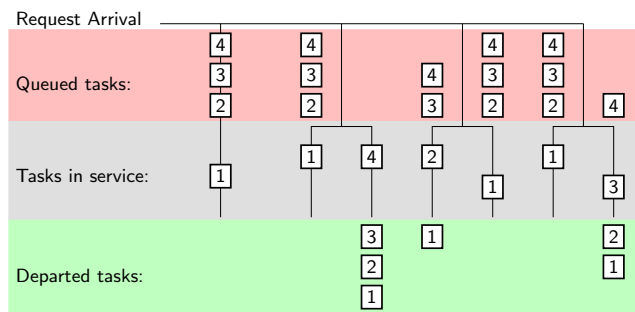 Request Arrival
4 4 4 4
3 3 4 3 3
Queued tasks:
2 2 3 2 2 4
1 4 2 1
Tasks in service: 1
1 3
3 1 2
2 1
Departed tasks:
1